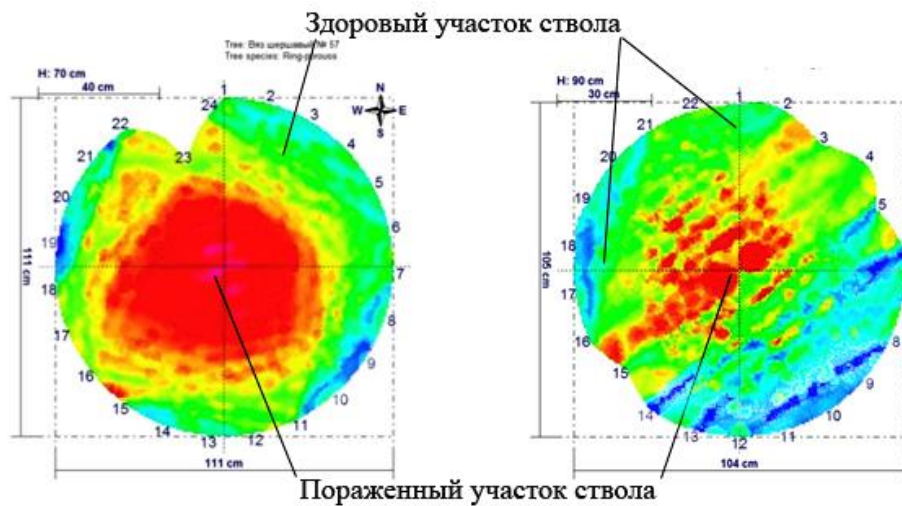 Здоровый участок ствола
Tree: Вяз шершавый № 57
Tree species: Ring-porous
H: 70 cm
40 cm
N
W E
S
1
2
3
4
5
6
7
8
9
10
11
12
13
14
15
16
17
18
19
20
21
22
23
24
111 cm
111 cm
H: 90 cm
30 cm
1
2
3
4
5
8
9
10
11
12
13
14
15
16
17
18
19
20
21
22
105 cm
104 cm
Пораженный участок ствола